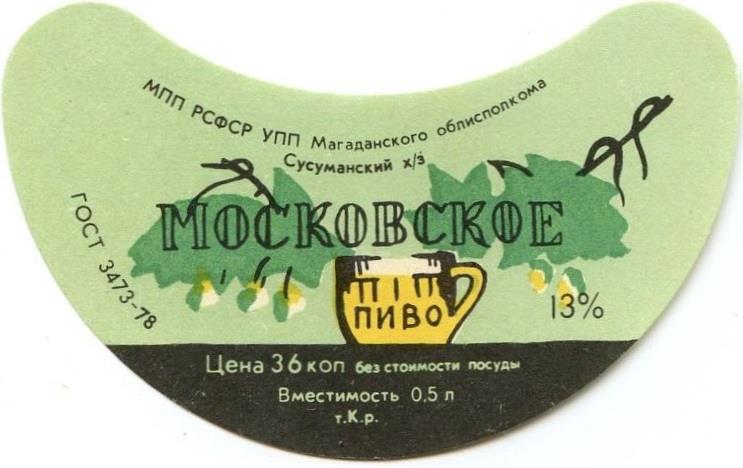 МПП РСФСР УПП Магаданского облисполкома
Сусуманский х/з
ГОСТ 3473-78
МОСКОВСКОЕ
ПИВО
13%
Цена 36 коп без стоимости посуды
Вместимость 0,5 л
т.К.р.